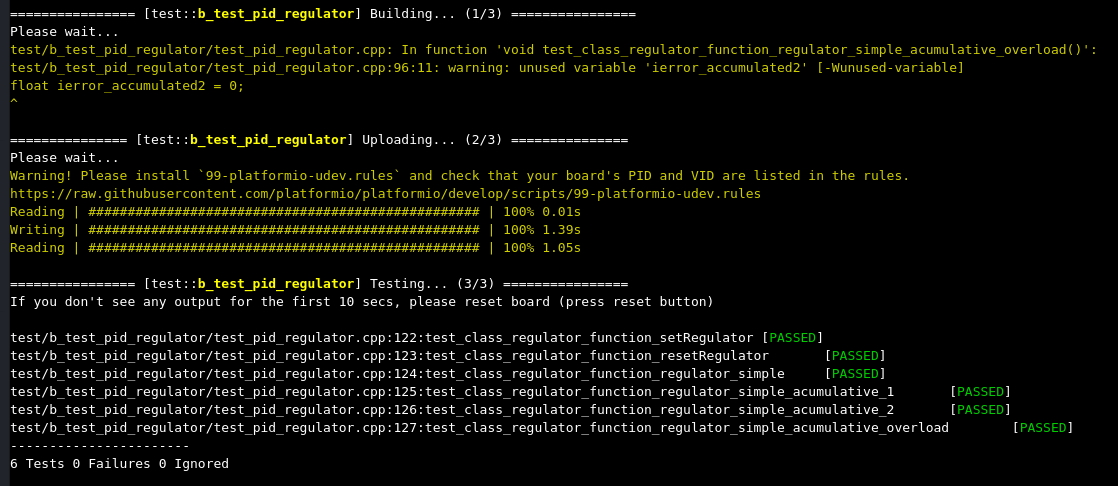 ================ [test::b_test_pid_regulator] Building... (1/3) ================
Please wait...
test/b_test_pid_regulator/test_pid_regulator.cpp: In function 'void test_class_regulator_function_regulator_simple_acumulative_overload()':
test/b_test_pid_regulator/test_pid_regulator.cpp:96:11: warning: unused variable 'ierror_accumulated2' [-Wunused-variable]
float ierror_accumulated2 = 0;
^
=============== [test::b_test_pid_regulator] Uploading... (2/3) ===============
Please wait...
Warning! Please install `99-platformio-udev.rules` and check that your board's PID and VID are listed in the rules.
https://raw.githubusercontent.com/platformio/platformio/develop/scripts/99-platformio-udev.rules
Reading | ################################################## | 100% 0.01s
Writing | ################################################## | 100% 1.39s
Reading | ################################################## | 100% 1.05s
================ [test::b_test_pid_regulator] Testing... (3/3) ================
If you don't see any output for the first 10 secs, please reset board (press reset button)
test/b_test_pid_regulator/test_pid_regulator.cpp:122:test_class_regulator_function_setRegulator [PASSED]
test/b_test_pid_regulator/test_pid_regulator.cpp:123:test_class_regulator_function_resetRegulator [PASSED]
test/b_test_pid_regulator/test_pid_regulator.cpp:124:test_class_regulator_function_regulator_simple [PASSED]
test/b_test_pid_regulator/test_pid_regulator.cpp:125:test_class_regulator_function_regulator_simple_acumulative_1 [PASSED]
test/b_test_pid_regulator/test_pid_regulator.cpp:126:test_class_regulator_function_regulator_simple_acumulative_2 [PASSED]
test/b_test_pid_regulator/test_pid_regulator.cpp:127:test_class_regulator_function_regulator_simple_acumulative_overload [PASSED]
-----------------------
6 Tests 0 Failures 0 Ignored